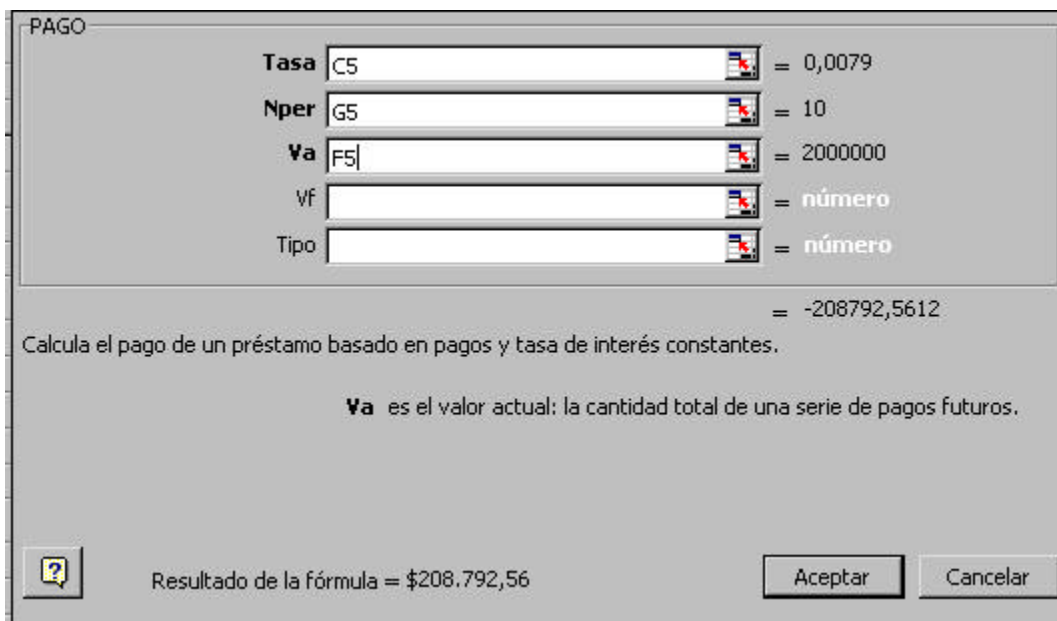 PAGO
Tasa C5 = 0,0079
Nper G5 = 10
Va F5 = 2000000
Vf = número
Tipo = número
= -208792,5612
Calcula el pago de un préstamo basado en pagos y tasa de interés constantes.
Va es el valor actual: la cantidad total de una serie de pagos futuros.
? Resultado de la fórmula = $208.792,56 Aceptar Cancelar